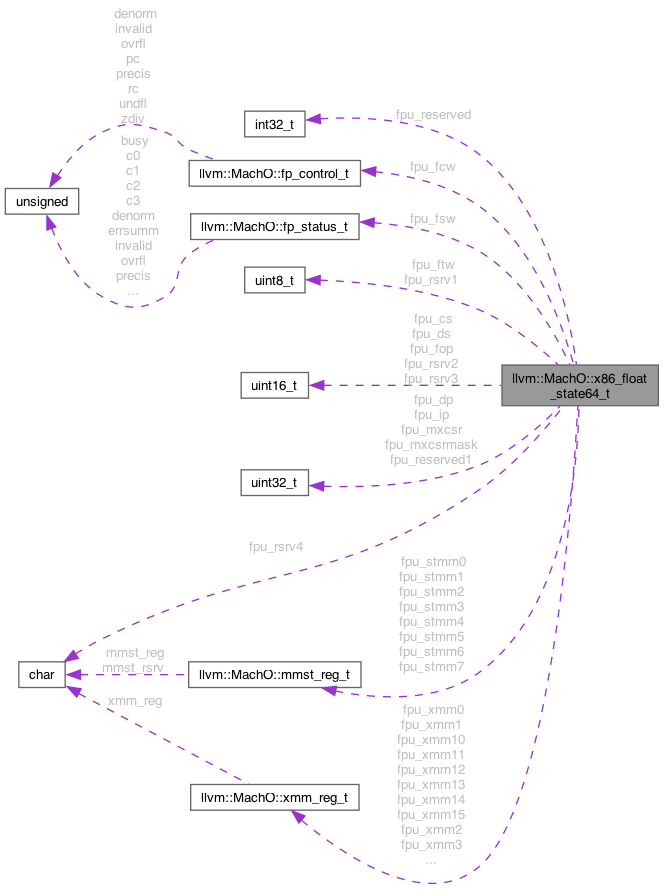 denorm
invalid
ovrfl
pc
precis
rc
undfl
zdiv
int32_t
fpu_reserved
busy
c0
c1
c2
c3
denorm
errsumm
invalid
ovrfl
precis
...
llvm::MachO::fp_control_t
fpu_fcw
unsigned
llvm::MachO::fp_status_t
fpu_fsw
uint8_t
fpu_ftw
fpu_rsrv1
fpu_cs
fpu_ds
fpu_fop
fpu_rsrv2
fpu_rsrv3
uint16_t
llvm::MachO::x86_float
_state64_t
fpu_dp
fpu_ip
fpu_mxcsr
fpu_mxcsrmask
fpu_reserved1
uint32_t
fpu_rsrv4
fpu_stmm0
fpu_stmm1
fpu_stmm2
fpu_stmm3
fpu_stmm4
fpu_stmm5
fpu_stmm6
fpu_stmm7
char
mmst_reg
mmst_rsrv
llvm::MachO::mmst_reg_t
xmm_reg
fpu_xmm0
fpu_xmm1
fpu_xmm10
fpu_xmm11
fpu_xmm12
fpu_xmm13
fpu_xmm14
fpu_xmm15
fpu_xmm2
fpu_xmm3
...
llvm::MachO::xmm_reg_t